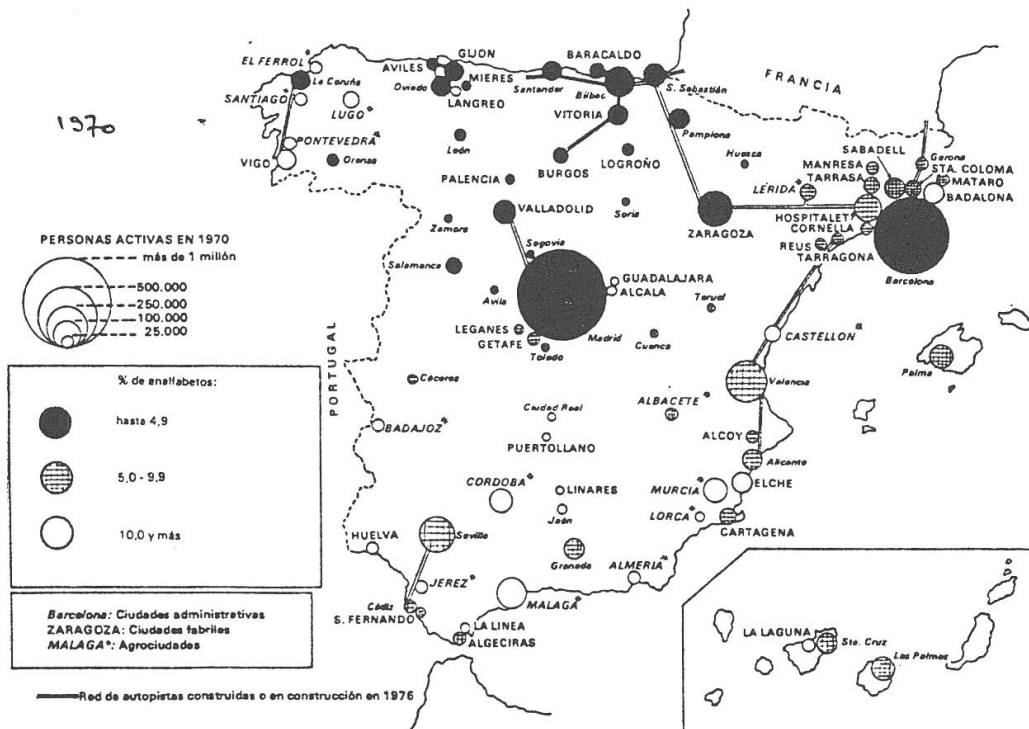 1970
EL FERROL*
La Coruña
SANTIAGO*
LUGO*
PONTEVEDRA*
VIGO
Orense
AVILES
GIJON
Oviedo
MIERES
LANGREO
León
Santander
BARACALDO
Bilbao
S. Sebastián
VITORIA
Pamplona
BURGOS
LOGROÑO
PALENCIA
VALLADOLID
Zamora
Soria
Huesca
ZARAGOZA
FRANCIA
SABADELL
Gerona
MANRESA
TARRASA
STA. COLOMA
MATARO
BADALONA
LERIDA*
HOSPITALET
CORNELLA
REUS
TARRAGONA
Barcelona
Segovia
Salamanca
Avila
GUADALAJARA
ALCALA
Madrid
LEGANES
GETAFE
Toledo
Cuenca
Teruel
CASTELLON
Valencia
Palma
PORTUGAL
Cáceres
BADAJOZ*
Ciudad Real
PUERTOLLANO
ALBACETE*
ALCOY
Alicante
ELCHE
MURCIA*
LORCA*
CARTAGENA
CORDOBA*
LINARES
Jaén
HUELVA
Sevilla
Granada
ALMERIA*
JEREZ*
MALAGA*
Cádiz
S. FERNANDO
LA LINEA
ALGECIRAS
LA LAGUNA
Sta. Cruz
Las Palmas
PERSONAS ACTIVAS EN 1970
más de 1 millón
500.000
250.000
100.000
25.000
% de analfabetos:
hasta 4,9
5,0 - 9,9
10,0 y más
Barcelona: Ciudades administrativas
ZARAGOZA: Ciudades fabriles
MALAGA*: Agrociudades
Red de autopistas construidas o en construcción en 1976